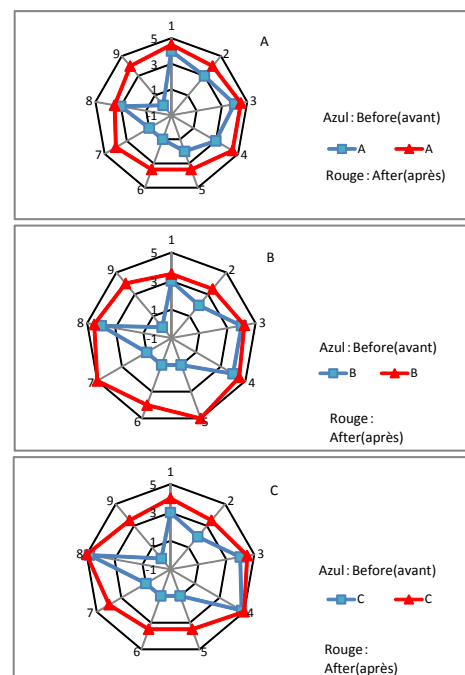 1
5 A
9 2
3
1
8 -1 3
Azul : Before(avant)
7 4
A A
6 5
Rouge : After(après)
1
5 B
9 2
3
1
8 -1 3
Azul : Before(avant)
7 4
B B
6 5
Rouge :
After(après)
1
5 C
9 2
3
1
8 -1 3
Azul : Before(avant)
7 4
C C
6 5
Rouge :
After(après)